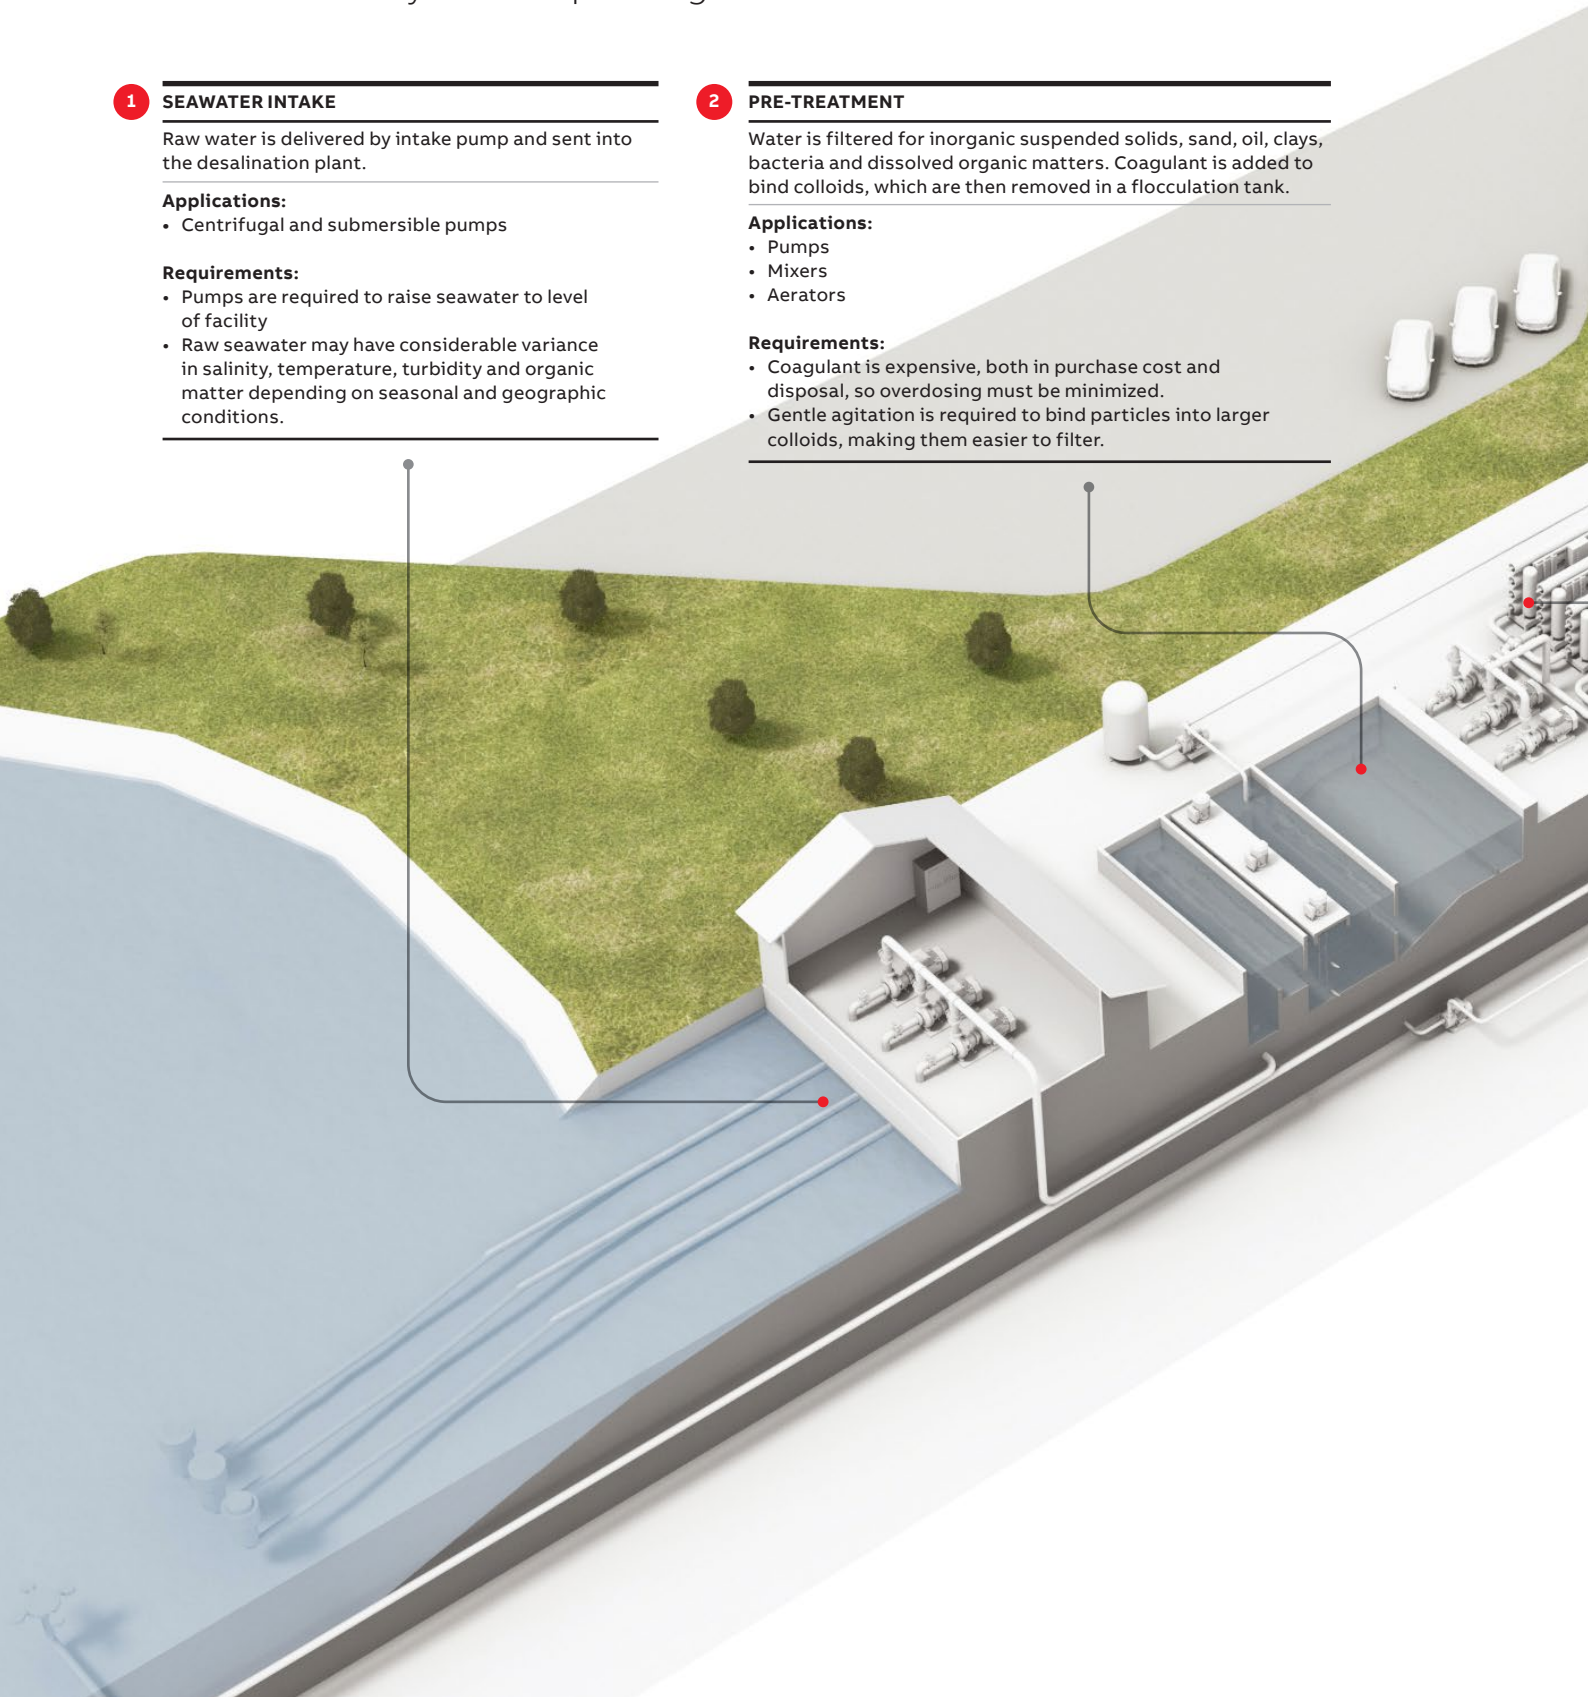 1
SEAWATER INTAKE
Raw water is delivered by intake pump and sent into
the desalination plant.
Applications:
• Centrifugal and submersible pumps
Requirements:
• Pumps are required to raise seawater to level
of facility
• Raw seawater may have considerable variance
in salinity, temperature, turbidity and organic
matter depending on seasonal and geographic
conditions.
2
PRE-TREATMENT
Water is filtered for inorganic suspended solids, sand, oil, clays,
bacteria and dissolved organic matters. Coagulant is added to
bind colloids, which are then removed in a flocculation tank.
Applications:
• Pumps
• Mixers
• Aerators
Requirements:
• Coagulant is expensive, both in purchase cost and
disposal, so overdosing must be minimized.
• Gentle agitation is required to bind particles into larger
colloids, making them easier to filter.